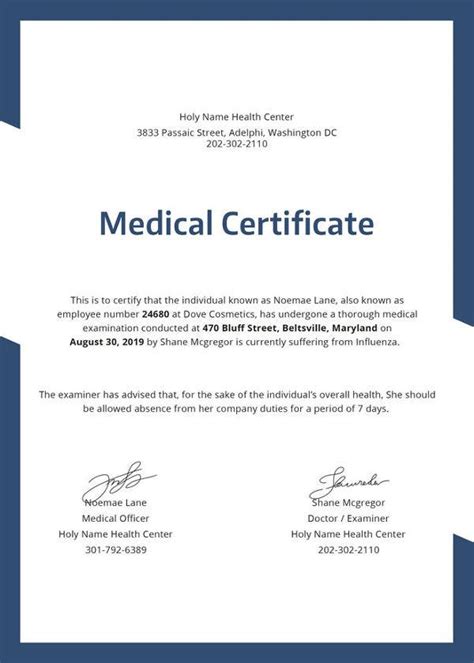 Holy Name Health Center
3833 Passaic Street, Adelphi, Washington DC
202-302-2110
Medical Certificate
This is to certify that the individual known as Noemae Lane, also known as
employee number 24680 at Dove Cosmetics, has undergone a thorough medical
examination conducted at 470 Bluff Street, Beltsville, Maryland on
August 30, 2019 by Shane Mcgregor is currently suffering from Influenza.
The examiner has advised that, for the sake of the individual's overall health, She should
be allowed absence from her company duties for a period of 7 days.
Noemae Lane
Medical Officer
Holy Name Health Center
301-792-6389
Shane Mcgregor
Doctor / Examiner
Holy Name Health Center
202-302-2110